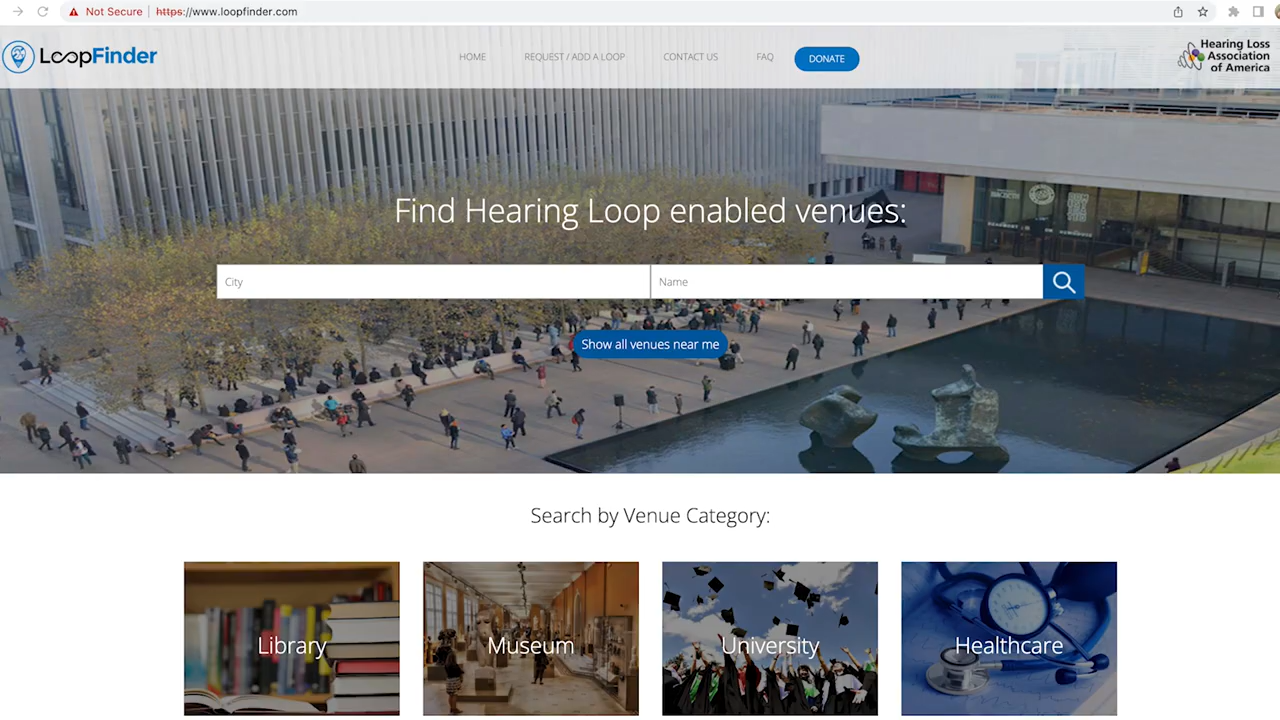 Not Secure https://www.loopfinder.com
LoopFinder
HOME REQUEST / ADD A LOOP CONTACT US FAQ DONATE
Hearing Loss
Association
of America
Find Hearing Loop enabled venues:
City Name
Show all venues near me
Search by Venue Category:
Library Museum University Healthcare